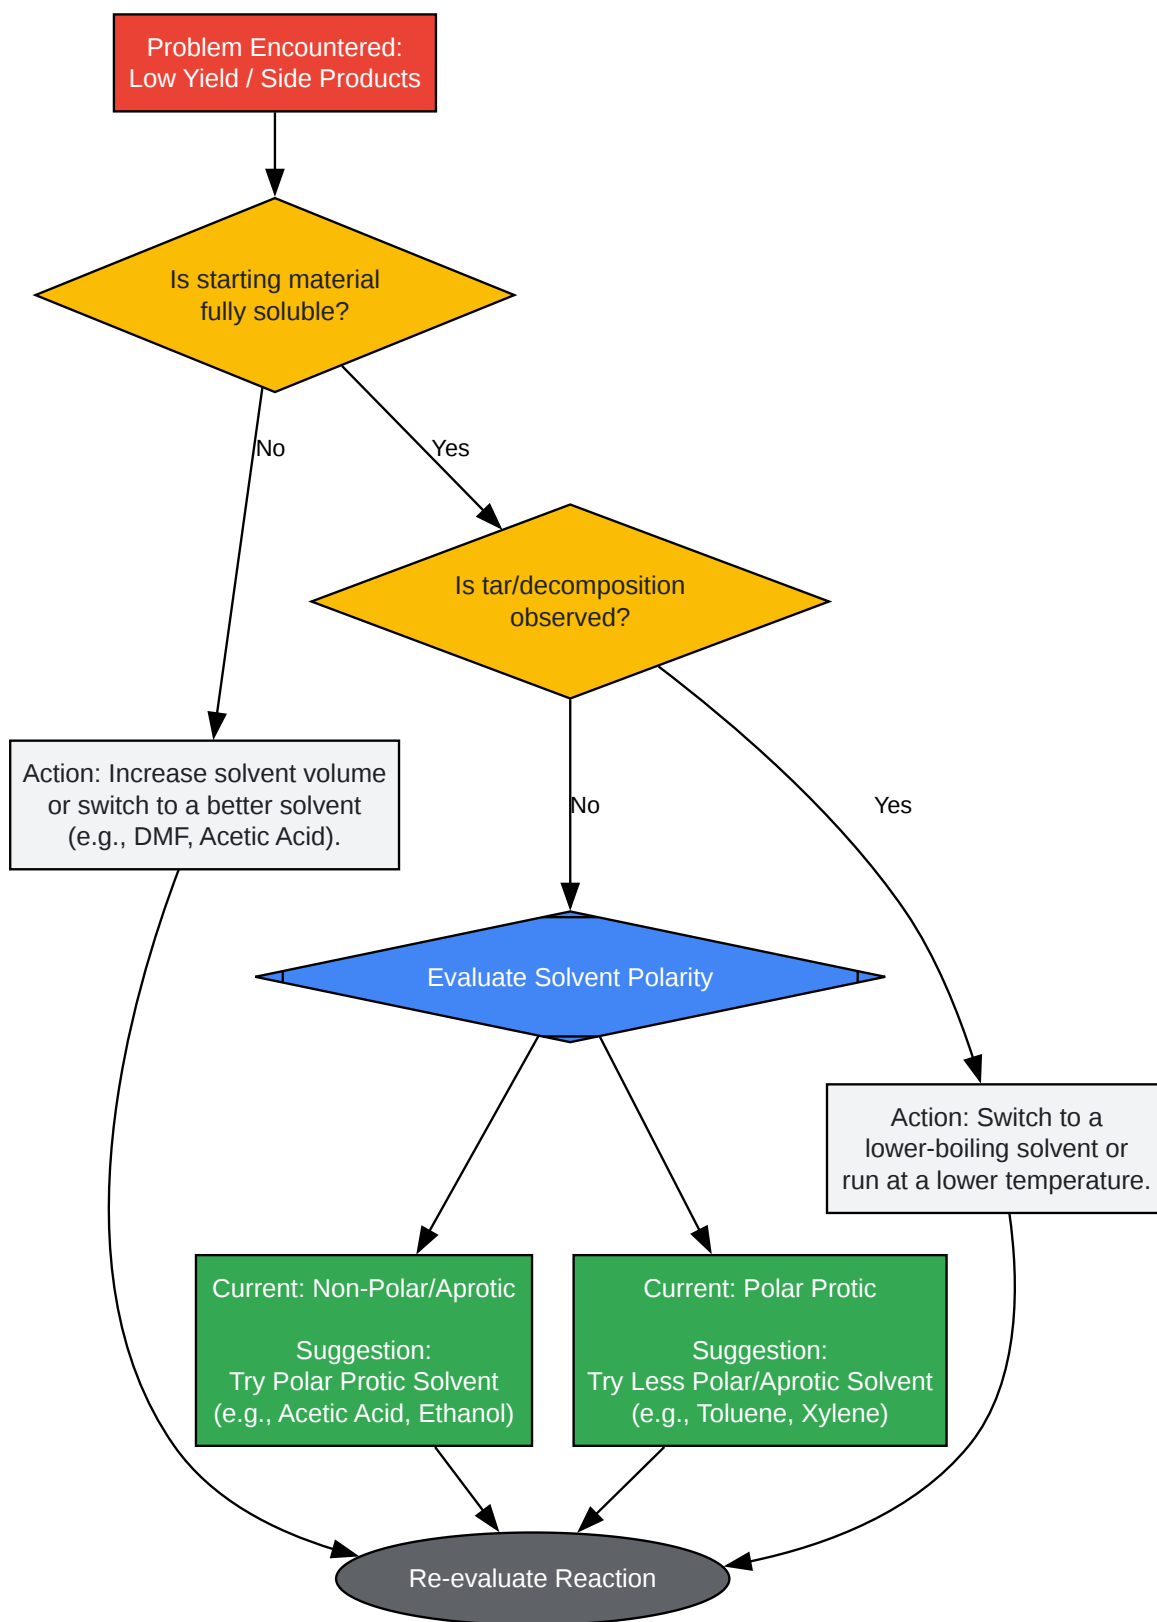 Problem Encountered:
Low Yield / Side Products
Is starting material
fully soluble?
No
Yes
Is tar/decomposition
observed?
Action: Increase solvent volume
or switch to a better solvent
(e.g., DMF, Acetic Acid).
No
Yes
Evaluate Solvent Polarity
Action: Switch to a
lower-boiling solvent or
run at a lower temperature.
Current: Non-Polar/Aprotic
Suggestion:
Try Polar Protic Solvent
(e.g., Acetic Acid, Ethanol)
Current: Polar Protic
Suggestion:
Try Less Polar/Aprotic Solvent
(e.g., Toluene, Xylene)
Re-evaluate Reaction